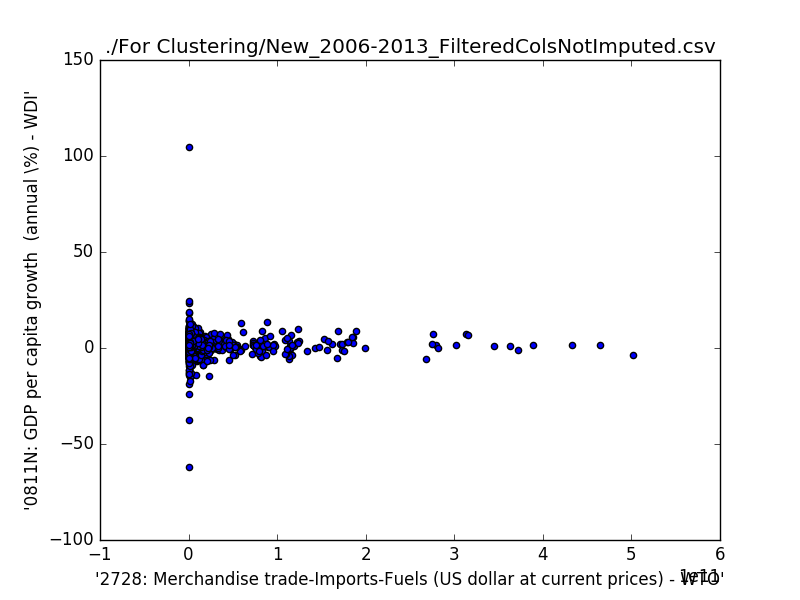 ./For Clustering/New_2006-2013_FilteredColsNotImputed.csv
150
100
50
0
−50
−100
'0811N: GDP per capita growth  (annual \%) - WDI'
−1 0 1 2 3 4 5 6
1e11
'2728: Merchandise trade-Imports-Fuels (US dollar at current prices) - WTO'